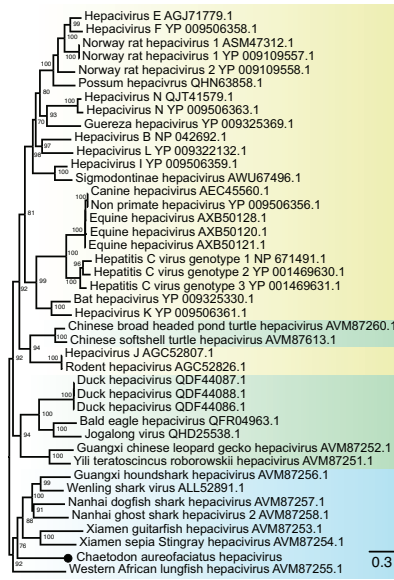 Hepacivirus E AGJ71779.1
Hepacivirus F YP 009506358.1
Norway rat hepacivirus 1 ASM47312.1
Norway rat hepacivirus 1 YP 009109557.1
Norway rat hepacivirus 2 YP 009109558.1
Possum hepacivirus QHN63858.1
Hepacivirus N QJT41579.1
Hepacivirus N YP 009506363.1
Guereza hepacivirus YP 009325369.1
Hepacivirus B NP 042692.1
Hepacivirus L YP 009322132.1
Hepacivirus I YP 009506359.1
Sigmodontinae hepacivirus AWU67496.1
Canine hepacivirus AEC45560.1
Non primate hepacivirus YP 009506356.1
Equine hepacivirus AXB50128.1
Equine hepacivirus AXB50120.1
Equine hepacivirus AXB50121.1
Hepatitis C virus genotype 1 NP 671491.1
Hepatitis C virus genotype 2 YP 001469630.1
Hepatitis C virus genotype 3 YP 001469631.1
Bat hepacivirus YP 009325330.1
Hepacivirus K YP 009506361.1
Chinese broad headed pond turtle hepacivirus AVM87260.1
Chinese softshell turtle hepacivirus AVM87613.1
Hepacivirus J AGC52807.1
Rodent hepacivirus AGC52826.1
Duck hepacivirus QDF44087.1
Duck hepacivirus QDF44088.1
Duck hepacivirus QDF44086.1
Bald eagle hepacivirus QFR04963.1
Jogalong virus QHD25538.1
Guangxi chinese leopard gecko hepacivirus AVM87252.1
Yili teratoscincus roborowskii hepacivirus AVM87251.1
Guangxi houndshark hepacivirus AVM87256.1
Wenling shark virus ALL52891.1
Nanhai dogfish shark hepacivirus AVM87257.1
Nanhai ghost shark hepacivirus 2 AVM87258.1
Xiamen guitarfish hepacivirus AVM87253.1
Xiamen sepia Stingray hepacivirus AVM87254.1
Chaetodon aureofaciatus hepacivirus
Western African lungfish hepacivirus AVM87255.1
0.3